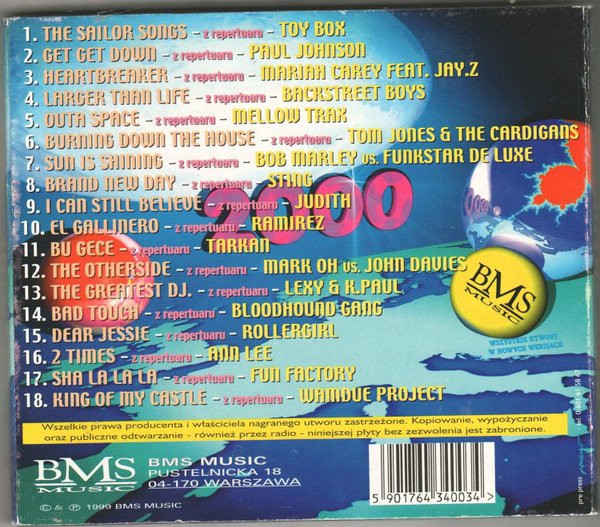 1. THE SAILOR SONGS - z repertuaru - TOY BOX
2. GET GET DOWN - z repertuaru - PAUL JOHNSON
3. HEARTBREAKER - z repertuaru - MARIAH CAREY FEAT. JAY.Z
4. LARGER THAN LIFE - z repertuaru - BACKSTREET BOYS
5. OUTA SPACE - z repertuaru - MELLOW TRAX
6. BURNING DOWN THE HOUSE - z repertuaru - TOM JONES & THE CARDIGANS
7. SUN IS SHINING - z repertuaru - BOB MARLEY vs. FUNKSTAR DE LUXE
8. BRAND NEW DAY - z repertuaru - STING
9. I CAN STILL BELIEVE - z repertuaru - JUDITH
10. EL GALLINERO - z repertuaru - RAMIREZ
11. BU GECE - z repertuaru - TARKAN
12. THE OTHERSIDE - z repertuaru - MARK OH vs. JOHN DAVIES
13. THE GREATEST D.J. - z repertuaru - LEXY & K.PAUL
14. BAD TOUCH - z repertuaru - BLOODHOUND GANG
15. DEAR JESSIE - z repertuaru - ROLLERGIRL
16. 2 TIMES - z repertuaru - ANN LEE
17. SHA LA LA LA - z repertuaru - FUN FACTORY
18. KING OF MY CASTLE - z repertuaru - WAMDUE PROJECT
2000
BMS
MUSIC
WSZYSTKIE UTWORY
W NOWYCH WERSJACH
Wszelkie prawa producenta i właściciela nagranego utworu zastrzeżone. Kopiowanie, wypożyczanie
oraz publiczne odtwarzanie - również przez radio - niniejszej płyty bez zezwolenia jest zabronione.
BMS
MUSIC
BMS MUSIC
PUSTELNICKA 18
04-170 WARSZAWA
© & ℗ 1999 BMS MUSIC
5 901764 340034 >
pre press